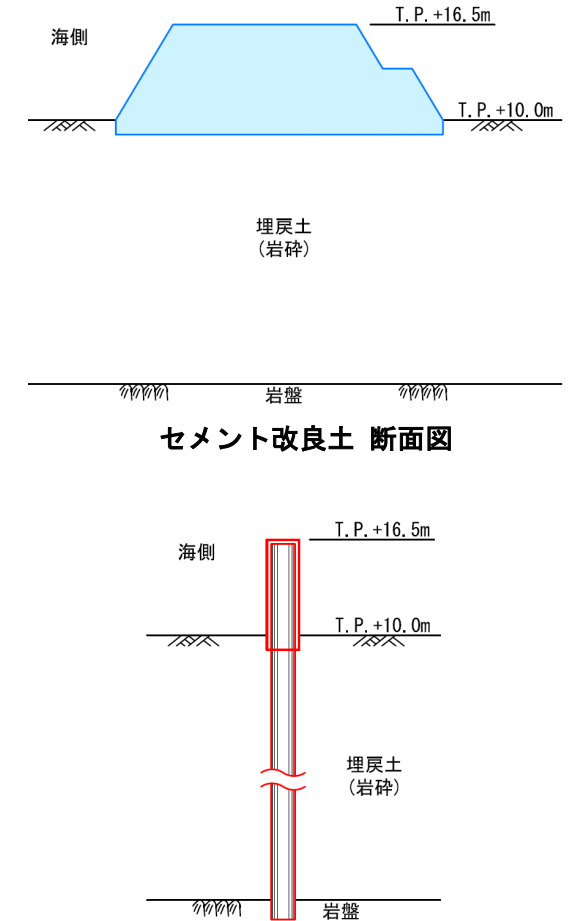 T.P.+16.5m
海側
T.P.+10.0m
埋戻土
(岩砕)
岩盤
セメント改良土 断面図
T.P.+16.5m
海側
T.P.+10.0m
埋戻土
(岩砕)
岩盤